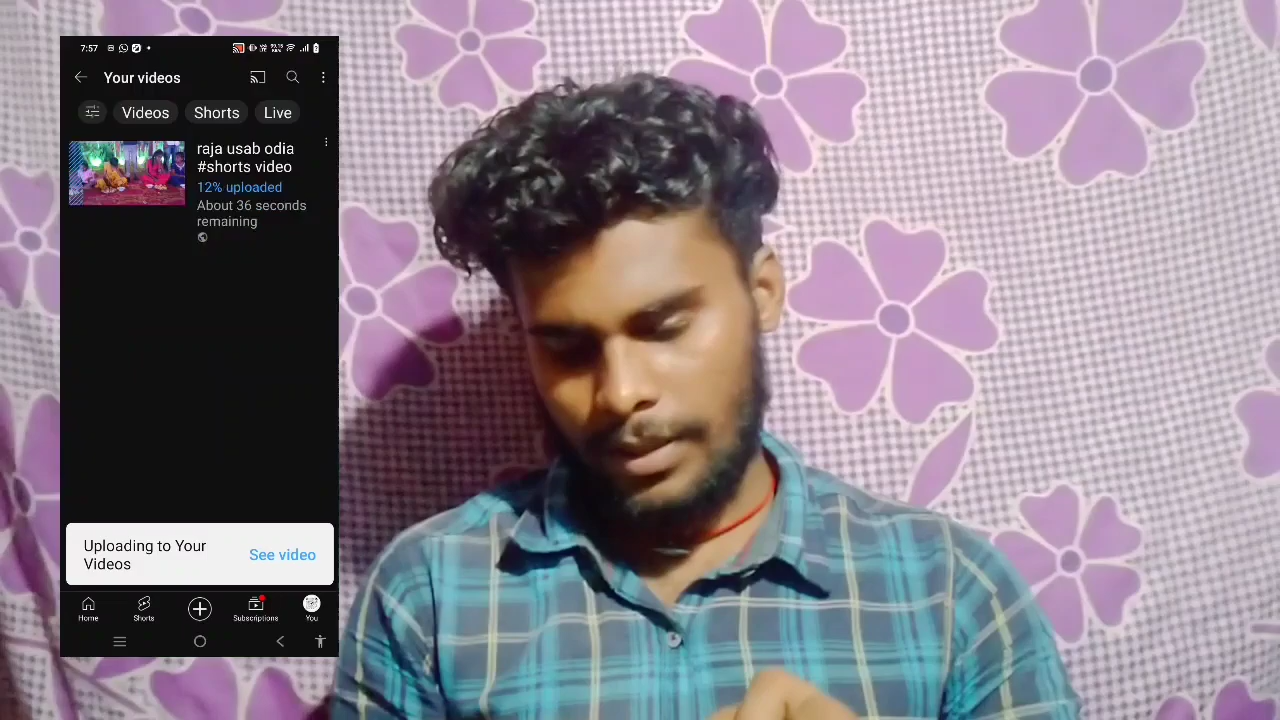 7:57
Your videos
Videos
Shorts
Live
raja usab odia
#shorts video
12% uploaded
About 36 seconds
remaining
Uploading to Your
Videos
See video
Home
Shorts
Subscriptions
You